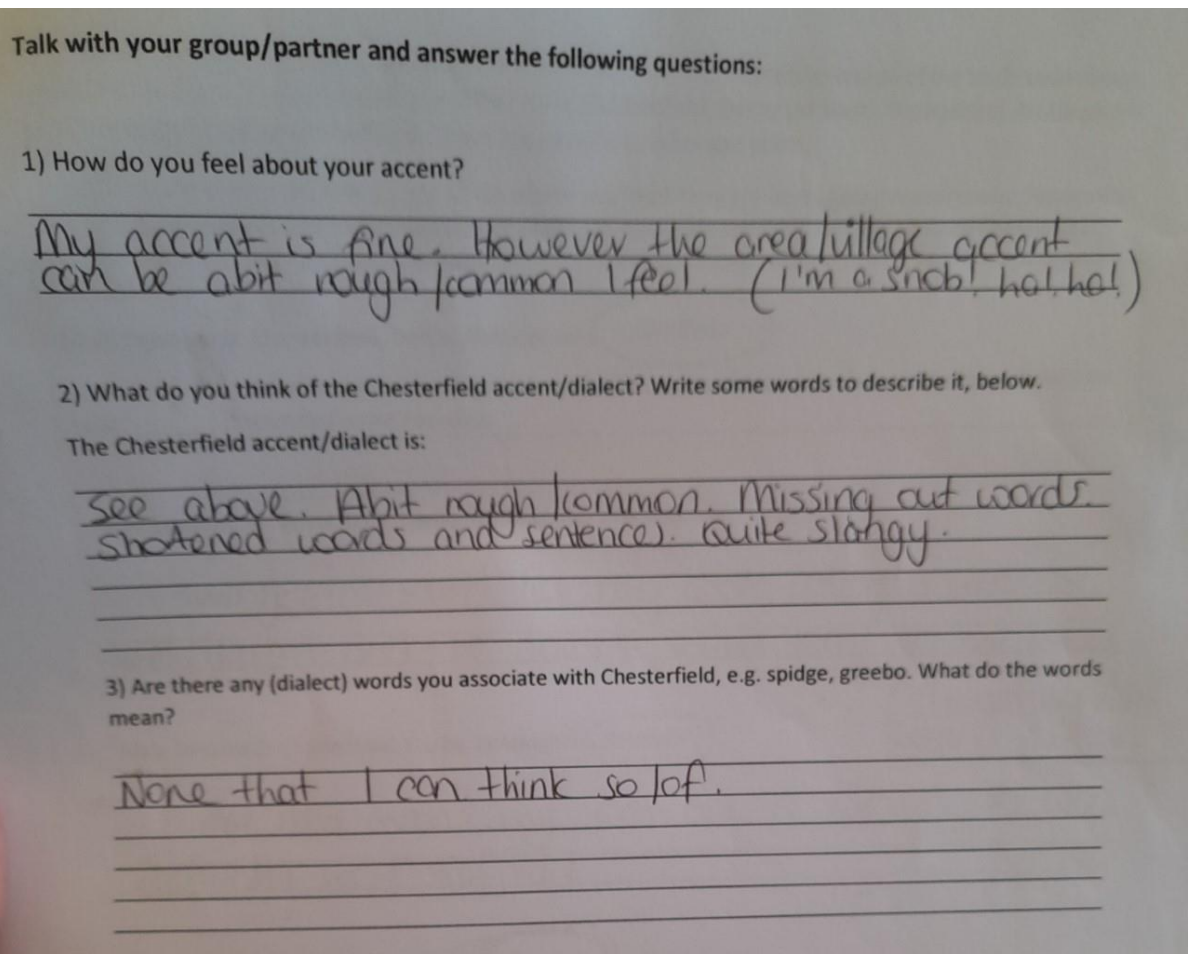 Talk with your group/partner and answer the following questions:
1) How do you feel about your accent?
My accent is fine. However the area/village accent
can be abit rough/common I feel. (I'm a snob! ha! ha!)
2) What do you think of the Chesterfield accent/dialect? Write some words to describe it, below.
The Chesterfield accent/dialect is:
See above. Abit rough/common. Missing out words.
Shortened words and sentences. Quite slangy.
3) Are there any (dialect) words you associate with Chesterfield, e.g. spidge, greebo. What do the words
mean?
None that I can think so/of.